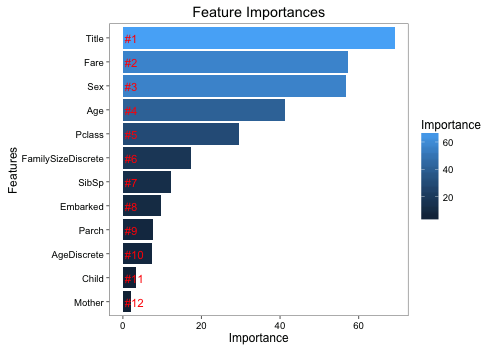 Feature Importances
Title #1
Fare #2
Sex #3
Age #4
Pclass #5
FamilySizeDiscrete #6
SibSp #7
Embarked #8
Parch #9
AgeDiscrete #10
Child #11
Mother #12
Features
0 20 40 60
Importance
Importance
60
40
20